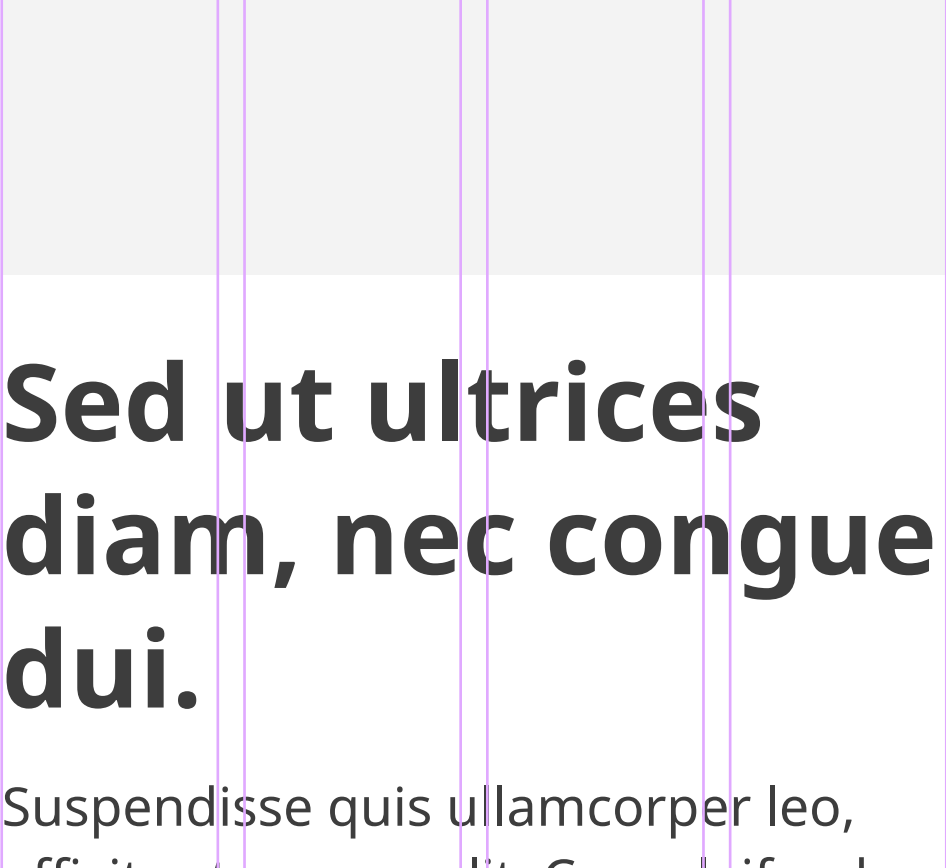 Sed ut ultrices
diam, nec congue
dui.
Suspendisse quis ullamcorper leo,